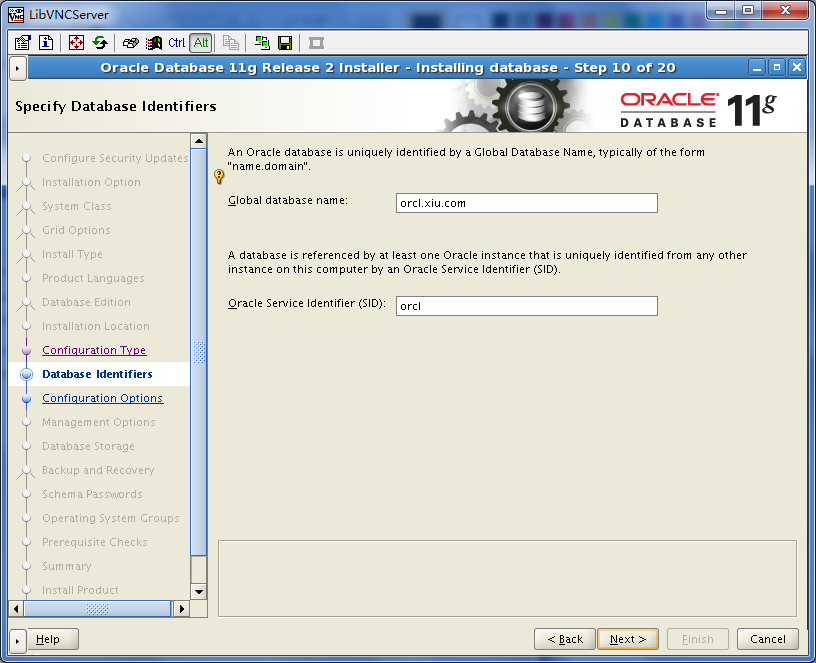 LibVNCServer
Ctrl Alt
Oracle Database 11g Release 2 Installer - Installing database - Step 10 of 20
Specify Database Identifiers
ORACLE
DATABASE 11g
Configure Security Updates
Installation Option
System Class
Grid Options
Install Type
Product Languages
Database Edition
Installation Location
Configuration Type
Database Identifiers
Configuration Options
Management Options
Database Storage
Backup and Recovery
Schema Passwords
Operating System Groups
Prerequisite Checks
Summary
Install Product
An Oracle database is uniquely identified by a Global Database Name, typically of the form
"name.domain".
Global database name: orcl.xiu.com
A database is referenced by at least one Oracle instance that is uniquely identified from any other
instance on this computer by an Oracle Service Identifier (SID).
Oracle Service Identifier (SID): orcl
Help < Back Next > Finish Cancel